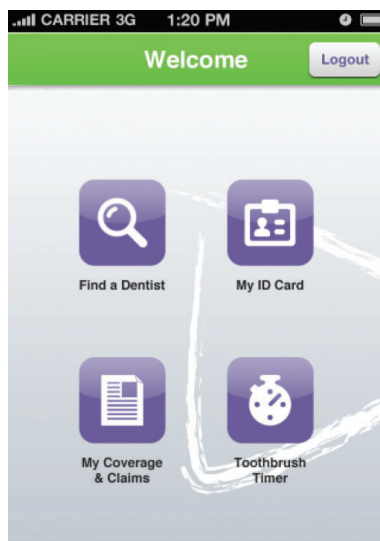 CARRIER 3G 1:20 PM
Welcome Logout
Find a Dentist My ID Card
My Coverage Toothbrush
& Claims Timer